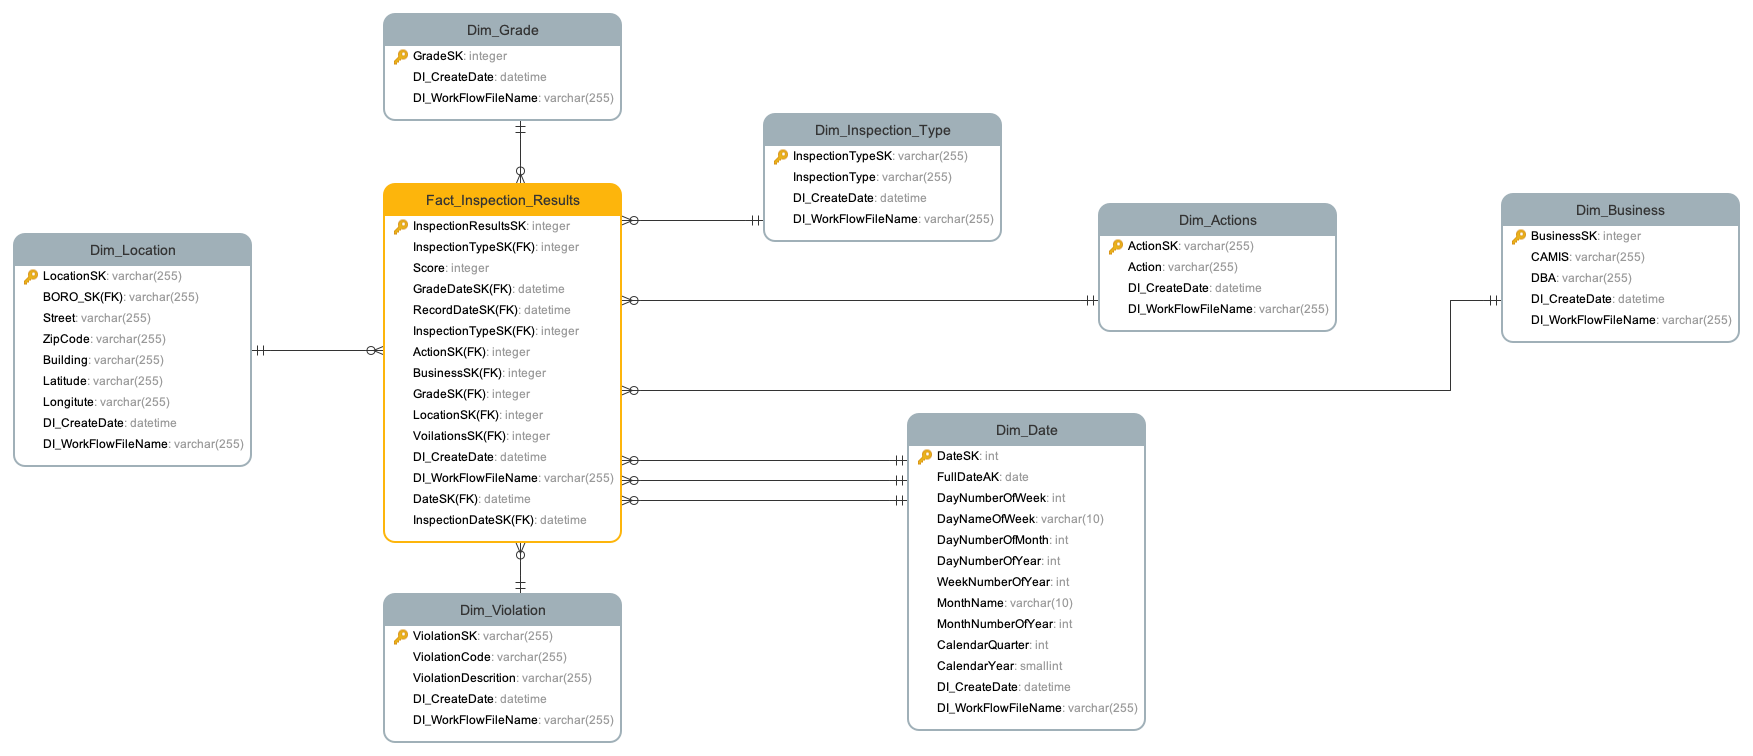 Dim_Grade
GradeSK: integer
DI_CreateDate: datetime
DI_WorkFlowFileName: varchar(255)
Dim_Inspection_Type
InspectionTypeSK: varchar(255)
InspectionType: varchar(255)
DI_CreateDate: datetime
DI_WorkFlowFileName: varchar(255)
Fact_Inspection_Results
InspectionResultsSK: integer
InspectionTypeSK(FK): integer
Score: integer
GradeDateSK(FK): datetime
RecordDateSK(FK): datetime
InspectionTypeSK(FK): integer
ActionSK(FK): integer
BusinessSK(FK): integer
GradeSK(FK): integer
LocationSK(FK): integer
VoilationsSK(FK): integer
DI_CreateDate: datetime
DI_WorkFlowFileName: varchar(255)
DateSK(FK): datetime
InspectionDateSK(FK): datetime
Dim_Actions
ActionSK: varchar(255)
Action: varchar(255)
DI_CreateDate: datetime
DI_WorkFlowFileName: varchar(255)
Dim_Business
BusinessSK: integer
CAMIS: varchar(255)
DBA: varchar(255)
DI_CreateDate: datetime
DI_WorkFlowFileName: varchar(255)
Dim_Location
LocationSK: varchar(255)
BORO_SK(FK): varchar(255)
Street: varchar(255)
ZipCode: varchar(255)
Building: varchar(255)
Latitude: varchar(255)
Longitute: varchar(255)
DI_CreateDate: datetime
DI_WorkFlowFileName: varchar(255)
Dim_Date
DateSK: int
FullDateAK: date
DayNumberOfWeek: int
DayNameOfWeek: varchar(10)
DayNumberOfMonth: int
DayNumberOfYear: int
WeekNumberOfYear: int
MonthName: varchar(10)
MonthNumberOfYear: int
CalendarQuarter: int
CalendarYear: smallint
DI_CreateDate: datetime
DI_WorkFlowFileName: varchar(255)
Dim_Violation
ViolationSK: varchar(255)
ViolationCode: varchar(255)
ViolationDescrition: varchar(255)
DI_CreateDate: datetime
DI_WorkFlowFileName: varchar(255)